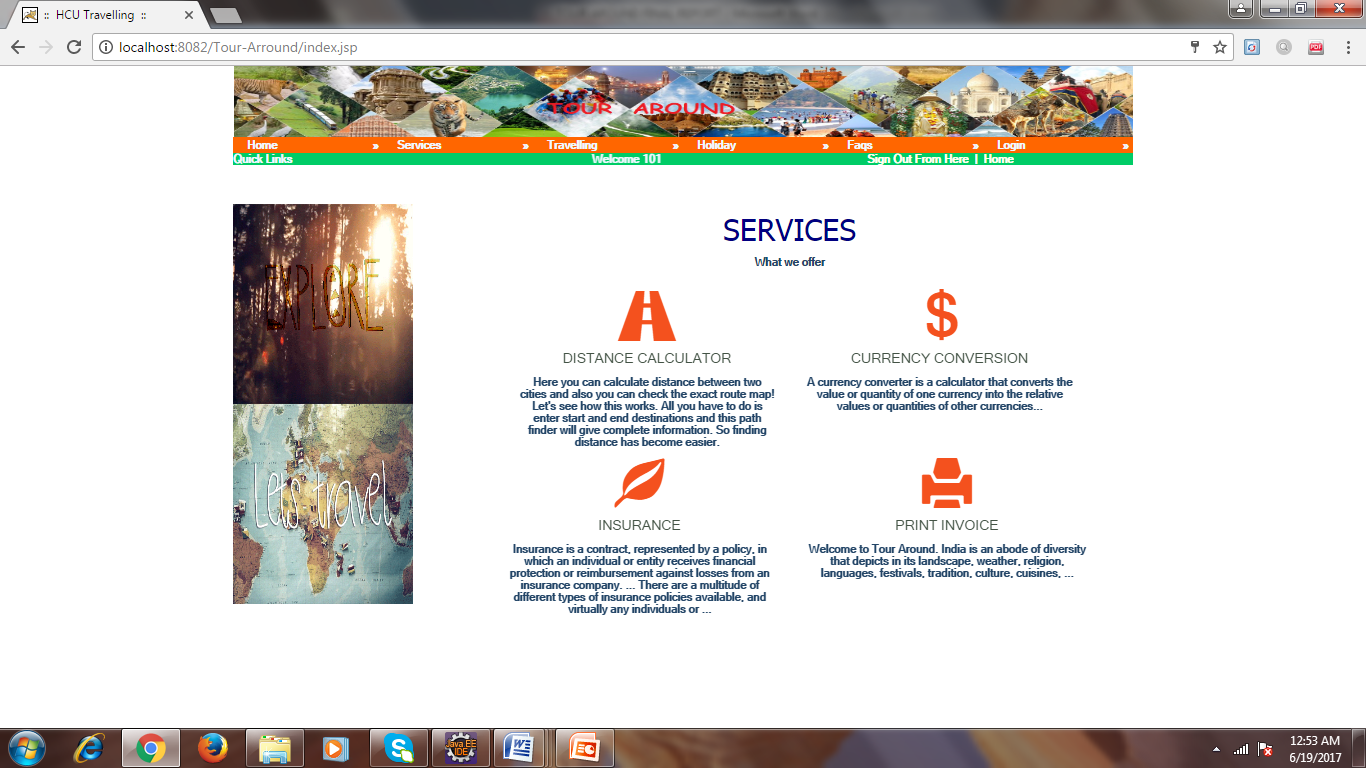 :: HCU Travelling ::
localhost:8082/Tour-Arround/index.jsp
PDF
TOUR AROUND
Home » Services » Travelling » Holiday » Faqs » Login »
Quick Links Welcome 101 Sign Out From Here | Home
EXPLORE
Lets travel
SERVICES
What we offer
DISTANCE CALCULATOR
Here you can calculate distance between two
cities and also you can check the exact route map!
Let's see how this works. All you have to do is
enter start and end destinations and this path
finder will give complete information. So finding
distance has become easier.
$
CURRENCY CONVERSION
A currency converter is a calculator that converts the
value or quantity of one currency into the relative
values or quantities of other currencies...
INSURANCE
Insurance is a contract, represented by a policy, in
which an individual or entity receives financial
protection or reimbursement against losses from an
insurance company. ... There are a multitude of
different types of insurance policies available, and
virtually any individuals or ...
PRINT INVOICE
Welcome to Tour Around. India is an abode of diversity
that depicts in its landscape, weather, religion,
languages, festivals, tradition, culture, cuisines, ...
Java EE
IDE
12:53 AM
6/19/2017